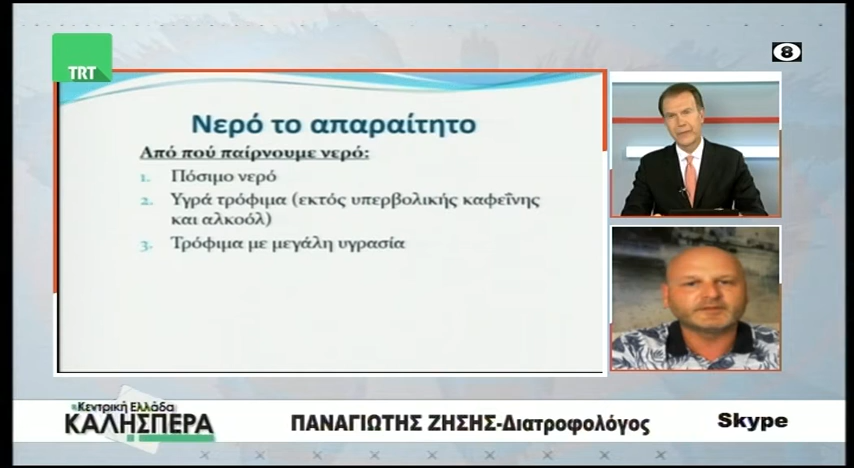 TRT
8
Νερό το απαραίτητο
Από πού παίρνουμε νερό:
1. Πόσιμο νερό
2. Υγρά τρόφιμα (εκτός υπερβολικής καφεΐνης
και αλκοόλ)
3. Τρόφιμα με μεγάλη υγρασία
Κεντρική Ελλάδα
ΚΑΛΗΣΠΕΡΑ
ΠΑΝΑΓΙΩΤΗΣ ΖΗΣΗΣ-Διατροφολόγος
Skype